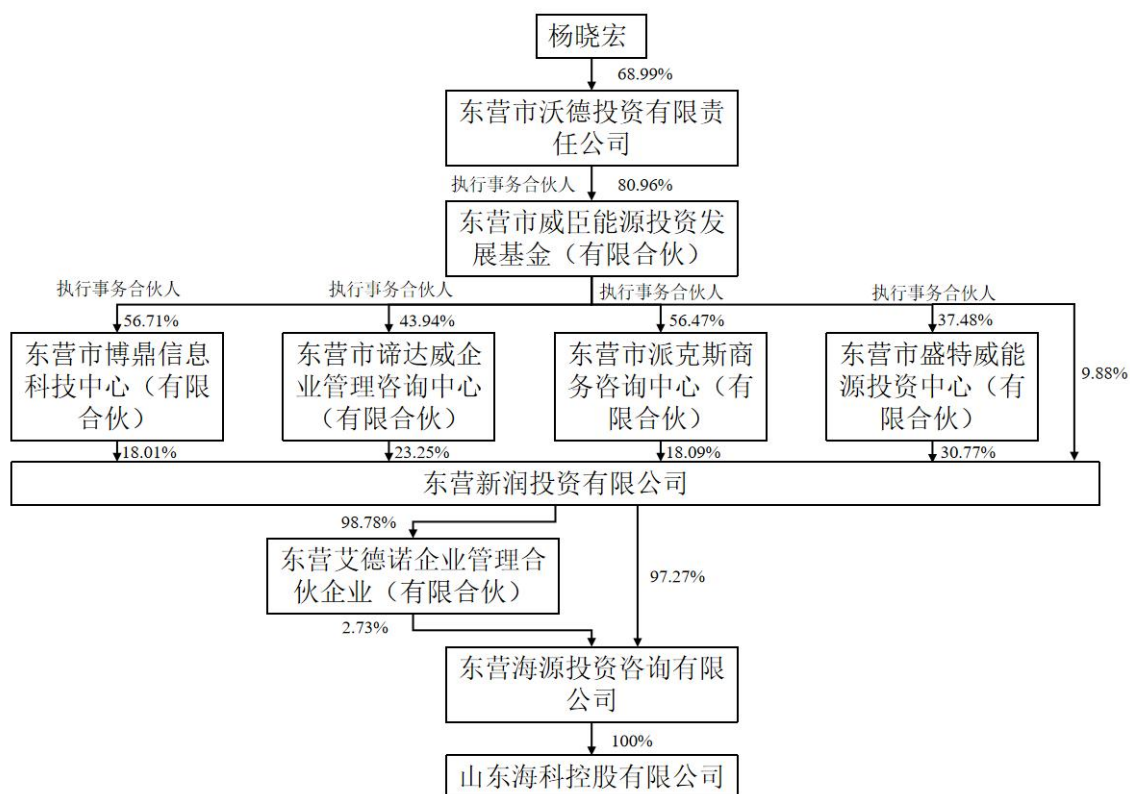 杨晓宏
68.99%
东营市沃德投资有限责
任公司
执行事务合伙人
80.96%
东营市威臣能源投资发
展基金（有限合伙）
执行事务合伙人
执行事务合伙人
执行事务合伙人
执行事务合伙人
56.71%
43.94%
56.47%
37.48%
东营市博鼎信息
科技中心（有限
合伙）
东营市谛达威企
业管理咨询中心
（有限合伙）
东营市派克斯商
务咨询中心（有
限合伙）
东营市盛特威能
源投资中心（有
限合伙）
9.88%
18.01%
23.25%
18.09%
30.77%
东营新润投资有限公司
98.78%
东营艾德诺企业管理合
伙企业（有限合伙）
97.27%
2.73%
东营海源投资咨询有限
公司
100%
山东海科控股有限公司